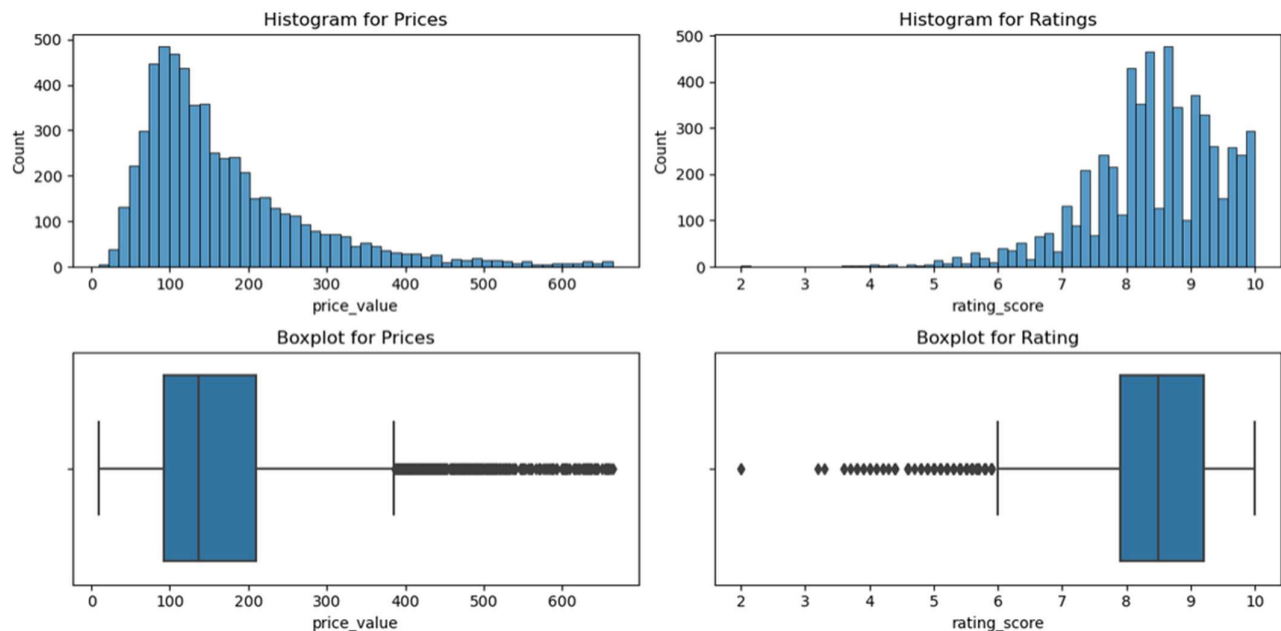 Histogram for Prices
500
400
300
200
100
0
Count
0 100 200 300 400 500 600
price_value
Histogram for Ratings
500
400
300
200
100
0
Count
2 3 4 5 6 7 8 9 10
rating_score
Boxplot for Prices
0 100 200 300 400 500 600
price_value
Boxplot for Rating
2 3 4 5 6 7 8 9 10
rating_score